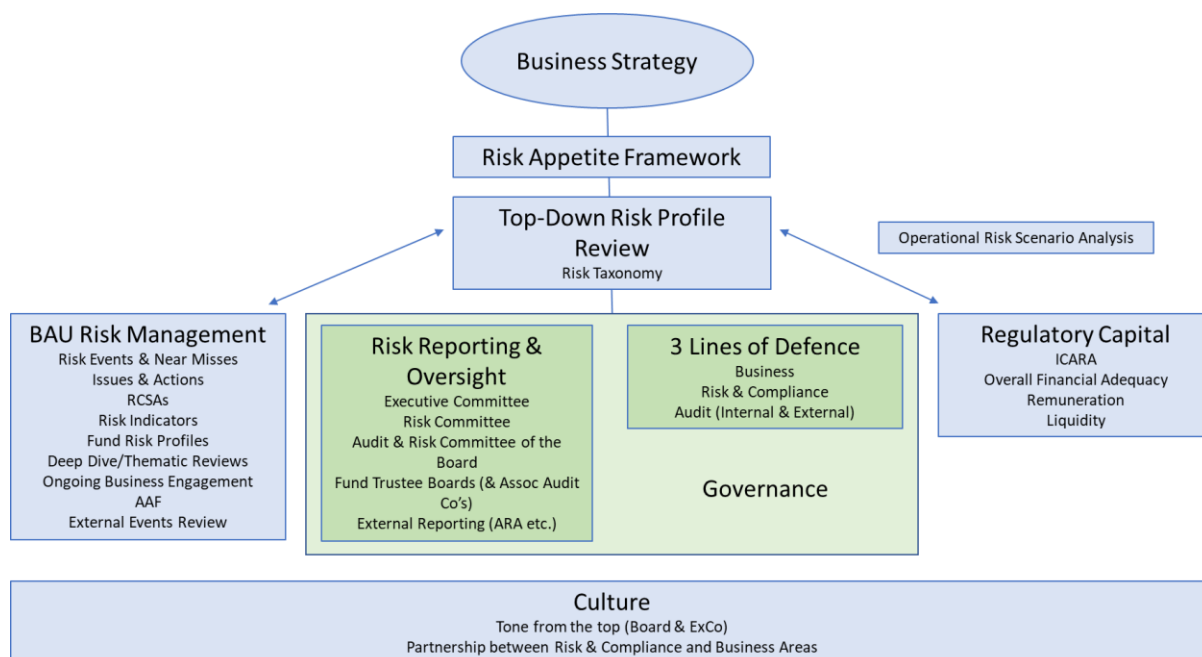 Business Strategy
Risk Appetite Framework
Top-Down Risk Profile
Review
Risk Taxonomy
Operational Risk Scenario Analysis
BAU Risk Management
Risk Events & Near Misses
Issues & Actions
RCSAs
Risk Indicators
Fund Risk Profiles
Deep Dive/Thematic Reviews
Ongoing Business Engagement
AAF
External Events Review
Risk Reporting &
Oversight
Executive Committee
Risk Committee
Audit & Risk Committee of the
Board
Fund Trustee Boards (& Assoc Audit
Co's)
External Reporting (ARA etc.)
3 Lines of Defence
Business
Risk & Compliance
Audit (Internal & External)
Governance
Regulatory Capital
ICARA
Overall Financial Adequacy
Remuneration
Liquidity
Culture
Tone from the top (Board & ExCo)
Partnership between Risk & Compliance and Business Areas